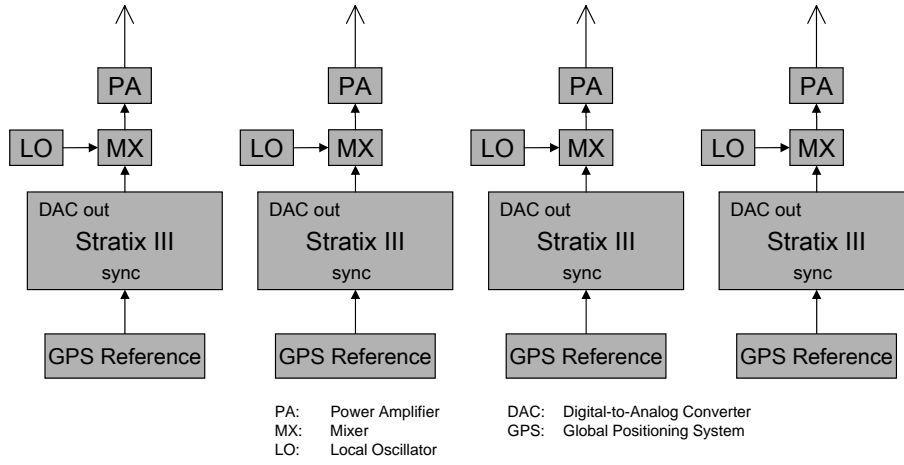 PA PA PA PA
LO MX LO MX LO MX LO MX
DAC out DAC out DAC out DAC out
Stratix III Stratix III Stratix III Stratix III
sync sync sync sync
GPS Reference GPS Reference GPS Reference GPS Reference
PA: Power Amplifier DAC: Digital-to-Analog Converter
MX: Mixer GPS: Global Positioning System
LO: Local Oscillator